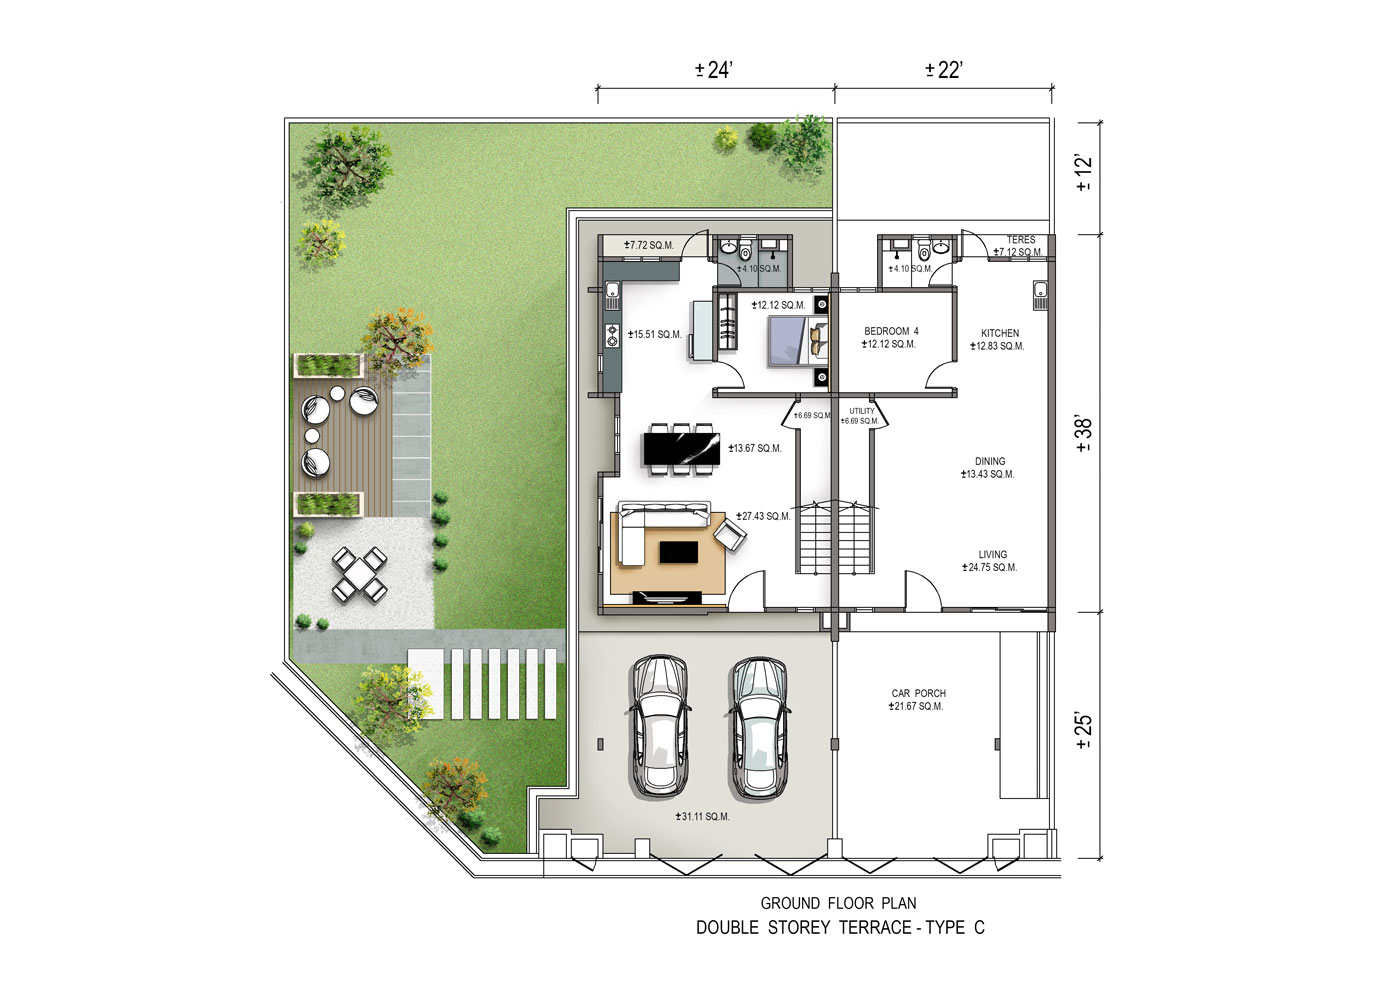 ±24'
±22'
±12'
±38'
±25'
±7.72 SQ.M.
±4.10 SQ.M.
±12.12 SQ.M.
±15.51 SQ.M.
±6.69 SQ.M
±13.67 SQ.M.
±27.43 SQ.M.
±31.11 SQ.M.
TERES
±7.12 SQ.M.
±4.10 SQ.M.
BEDROOM 4
±12.12 SQ.M.
KITCHEN
±12.83 SQ.M.
UTILITY
±6.69 SQ.M.
DINING
±13.43 SQ.M.
LIVING
±24.75 SQ.M.
CAR PORCH
±21.67 SQ.M.
GROUND FLOOR PLAN
DOUBLE STOREY TERRACE - TYPE C